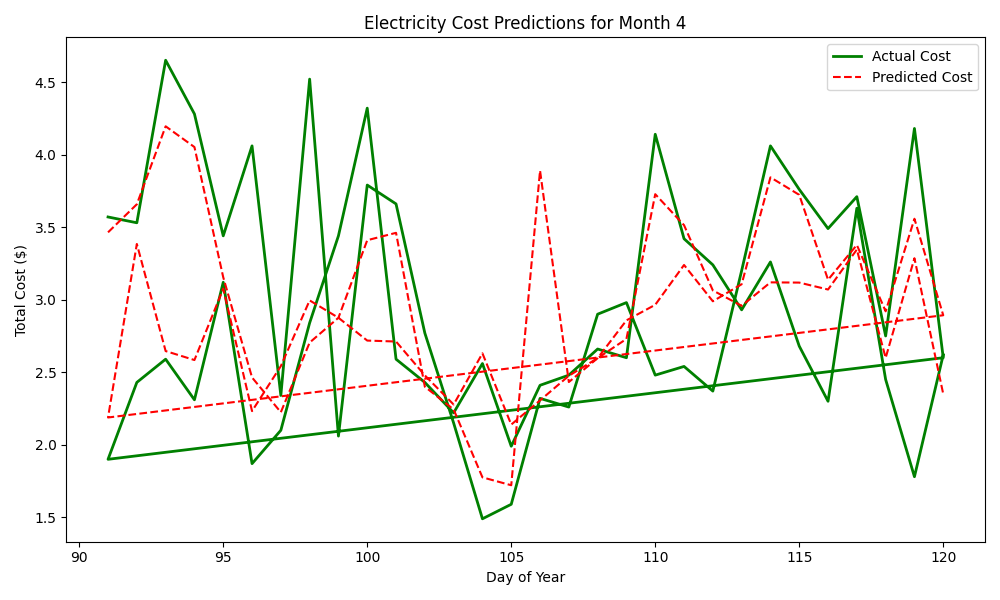 Electricity Cost Predictions for Month 4
Actual Cost
Predicted Cost
4.5
4.0
3.5
3.0
2.5
2.0
1.5
Total Cost ($)
90
95
100
105
110
115
120
Day of Year